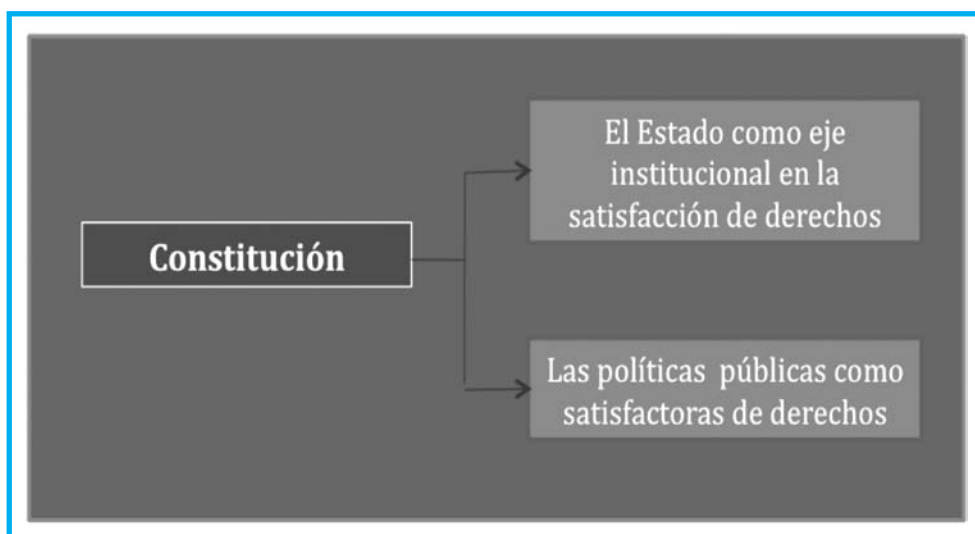 Constitución
El Estado como eje
institucional en la
satisfacción de derechos
Las políticas públicas como
satisfactoras de derechos